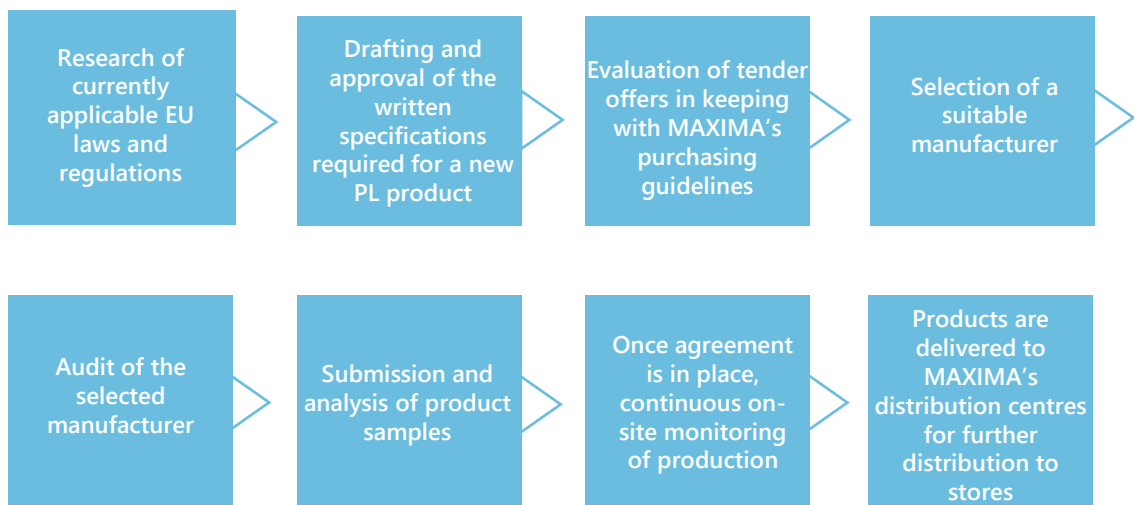 Research of
currently
applicable EU
laws and
regulations
Drafting and
approval of the
written
specifications
required for a new
PL product
Evaluation of tender
offers in keeping
with MAXIMA’s
purchasing
guidelines
Selection of a
suitable
manufacturer
Audit of the
selected
manufacturer
Submission and
analysis of product
samples
Once agreement
is in place,
continuous on-
site monitoring
of production
Products are
delivered to
MAXIMA’s
distribution centres
for further
distribution to
stores